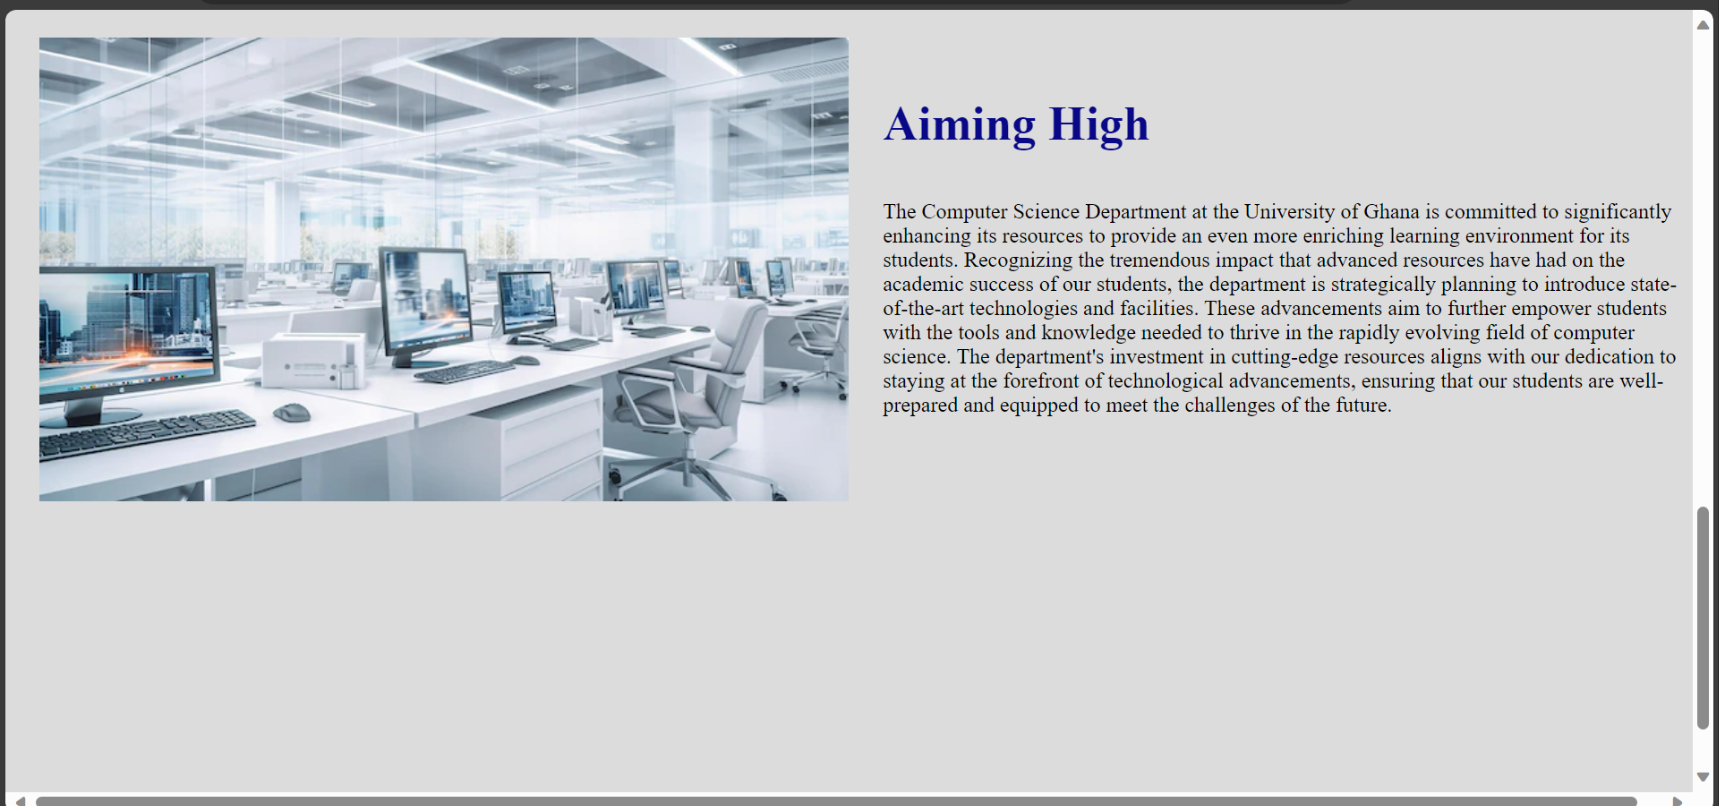 Aiming High
The Computer Science Department at the University of Ghana is committed to significantly
enhancing its resources to provide an even more enriching learning environment for its
students. Recognizing the tremendous impact that advanced resources have had on the
academic success of our students, the department is strategically planning to introduce state-
of-the-art technologies and facilities. These advancements aim to further empower students
with the tools and knowledge needed to thrive in the rapidly evolving field of computer
science. The department's investment in cutting-edge resources aligns with our dedication to
staying at the forefront of technological advancements, ensuring that our students are well-
prepared and equipped to meet the challenges of the future.